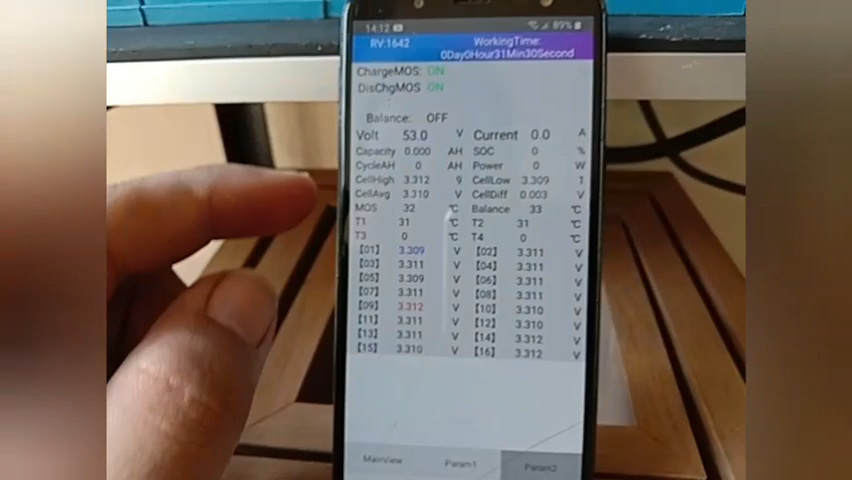 14:12 89%
RV:1642 WorkingTime:
0Day0Hour31Min30Second
ChargeMOS: ON
DisChgMOS ON
:
Balance: OFF
Volt 53.0 V Current 0.0 A
Capacity 0.000 AH SOC 0 %
CycleAH 0 AH Power 0 W
CellHigh 3.312 9 CellLow 3.309 1
CellAvg 3.310 V CellDiff 0.003 V
MOS 32 ℃ Balance 33 ℃
T1 31 ℃ T2 31 ℃
T3 0 ℃ T4 0 ℃
【01】 3.309 V 【02】 3.311 V
【03】 3.311 V 【04】 3.311 V
【05】 3.309 V 【06】 3.311 V
【07】 3.311 V 【08】 3.311 V
【09】 3.312 V 【10】 3.310 V
【11】 3.311 V 【12】 3.310 V
【13】 3.311 V 【14】 3.312 V
【15】 3.310 V 【16】 3.312 V
MainView Param1 Param2